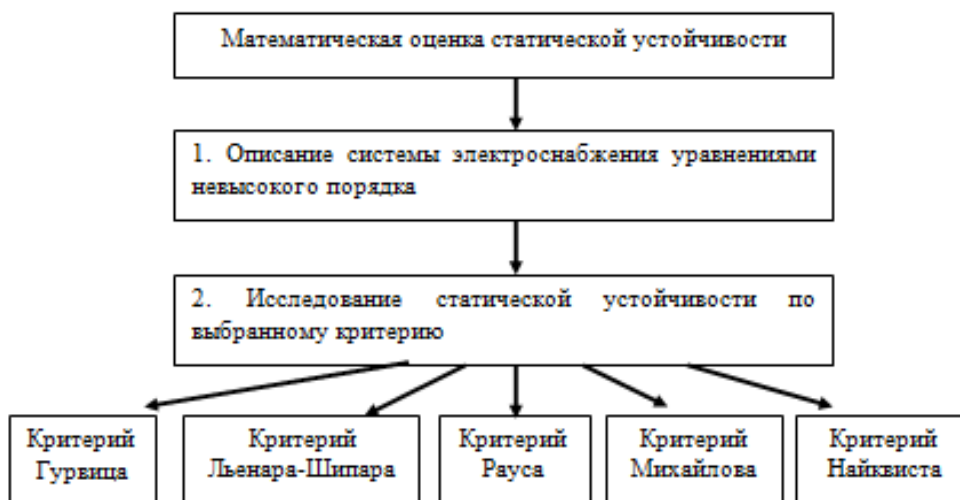 Математическая оценка статической устойчивости
1. Описание системы электроснабжения уравнениями
невысокого порядка
2. Исследование статической устойчивости по
выбранному критерию
Критерий
Гурвица
Критерий
Льенара-Шипара
Критерий
Рауса
Критерий
Михайлова
Критерий
Найквиста